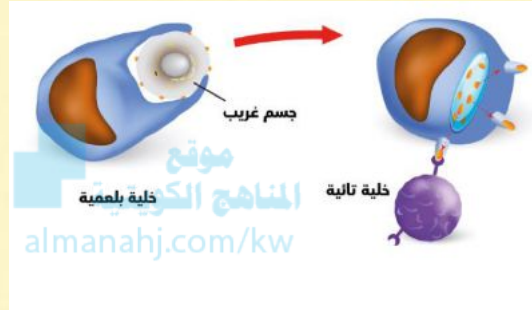 جسم غريب
موقع
المناهج الكويتية
خلية بلعمية
خلية تائية
almanahj.com/kw